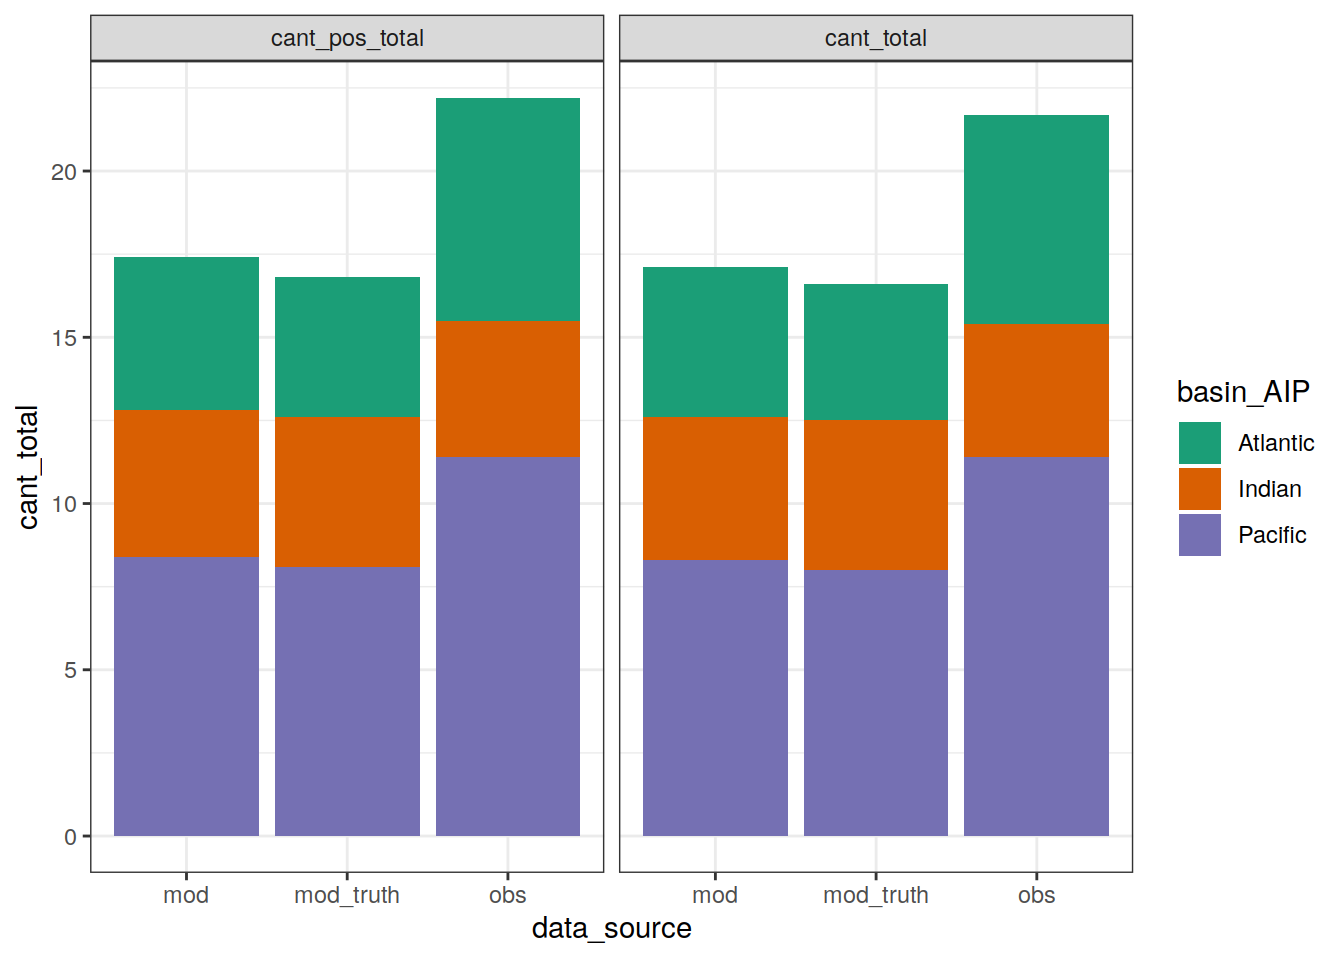 cant_pos_total
cant_total
cant_total
20
15
10
5
0
mod
mod_truth
obs
mod
mod_truth
obs
data_source
basin_AIP
Atlantic
Indian
Pacific